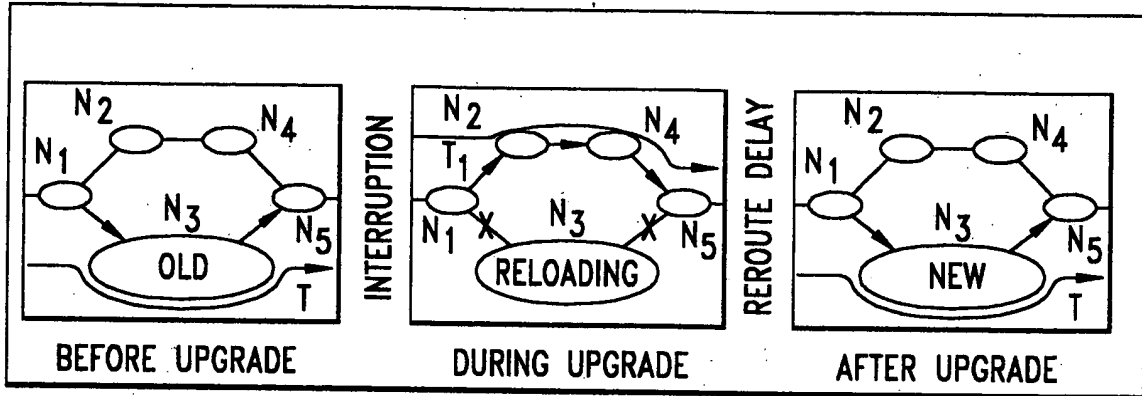 N2
N4
N1
N3
N5
OLD
T
BEFORE UPGRADE
INTERRUPTION
N2
N4
T1
N1
N3
N5
RELOADING
DURING UPGRADE
REROUTE DELAY
N2
N4
N1
N3
N5
NEW
T
AFTER UPGRADE